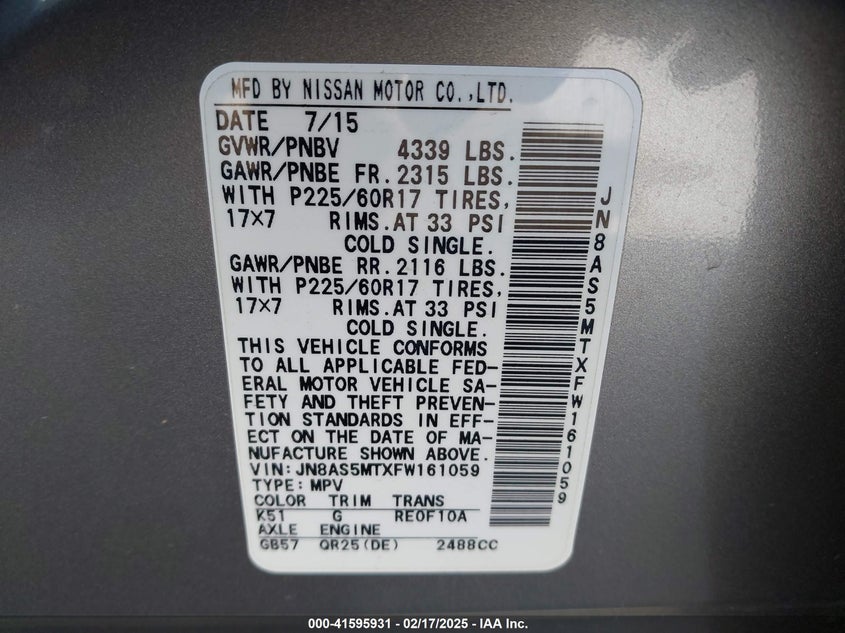 MFD BY NISSAN MOTOR CO.,LTD.
DATE 7/15
GVWR/PNBV 4339 LBS.
GAWR/PNBE FR. 2315 LBS.
WITH P225/60R17 TIRES,
17×7 RIMS. AT 33 PSI
COLD SINGLE.
GAWR/PNBE RR. 2116 LBS.
WITH P225/60R17 TIRES,
17×7 RIMS. AT 33 PSI
COLD SINGLE.
THIS VEHICLE CONFORMS
TO ALL APPLICABLE FED-
ERAL MOTOR VEHICLE SA-
FETY AND THEFT PREVEN-
TION STANDARDS IN EFF-
ECT ON THE DATE OF MA-
NUFACTURE SHOWN ABOVE.
VIN:JN8AS5MTXFW161059
TYPE:MPV
COLOR TRIM TRANS
K51 G RE0F10A
AXLE ENGINE
GB57 QR25(DE) 2488CC
JN8AS5MTXFW161059
000-41595931 — 02/17/2025 - IAA Inc.